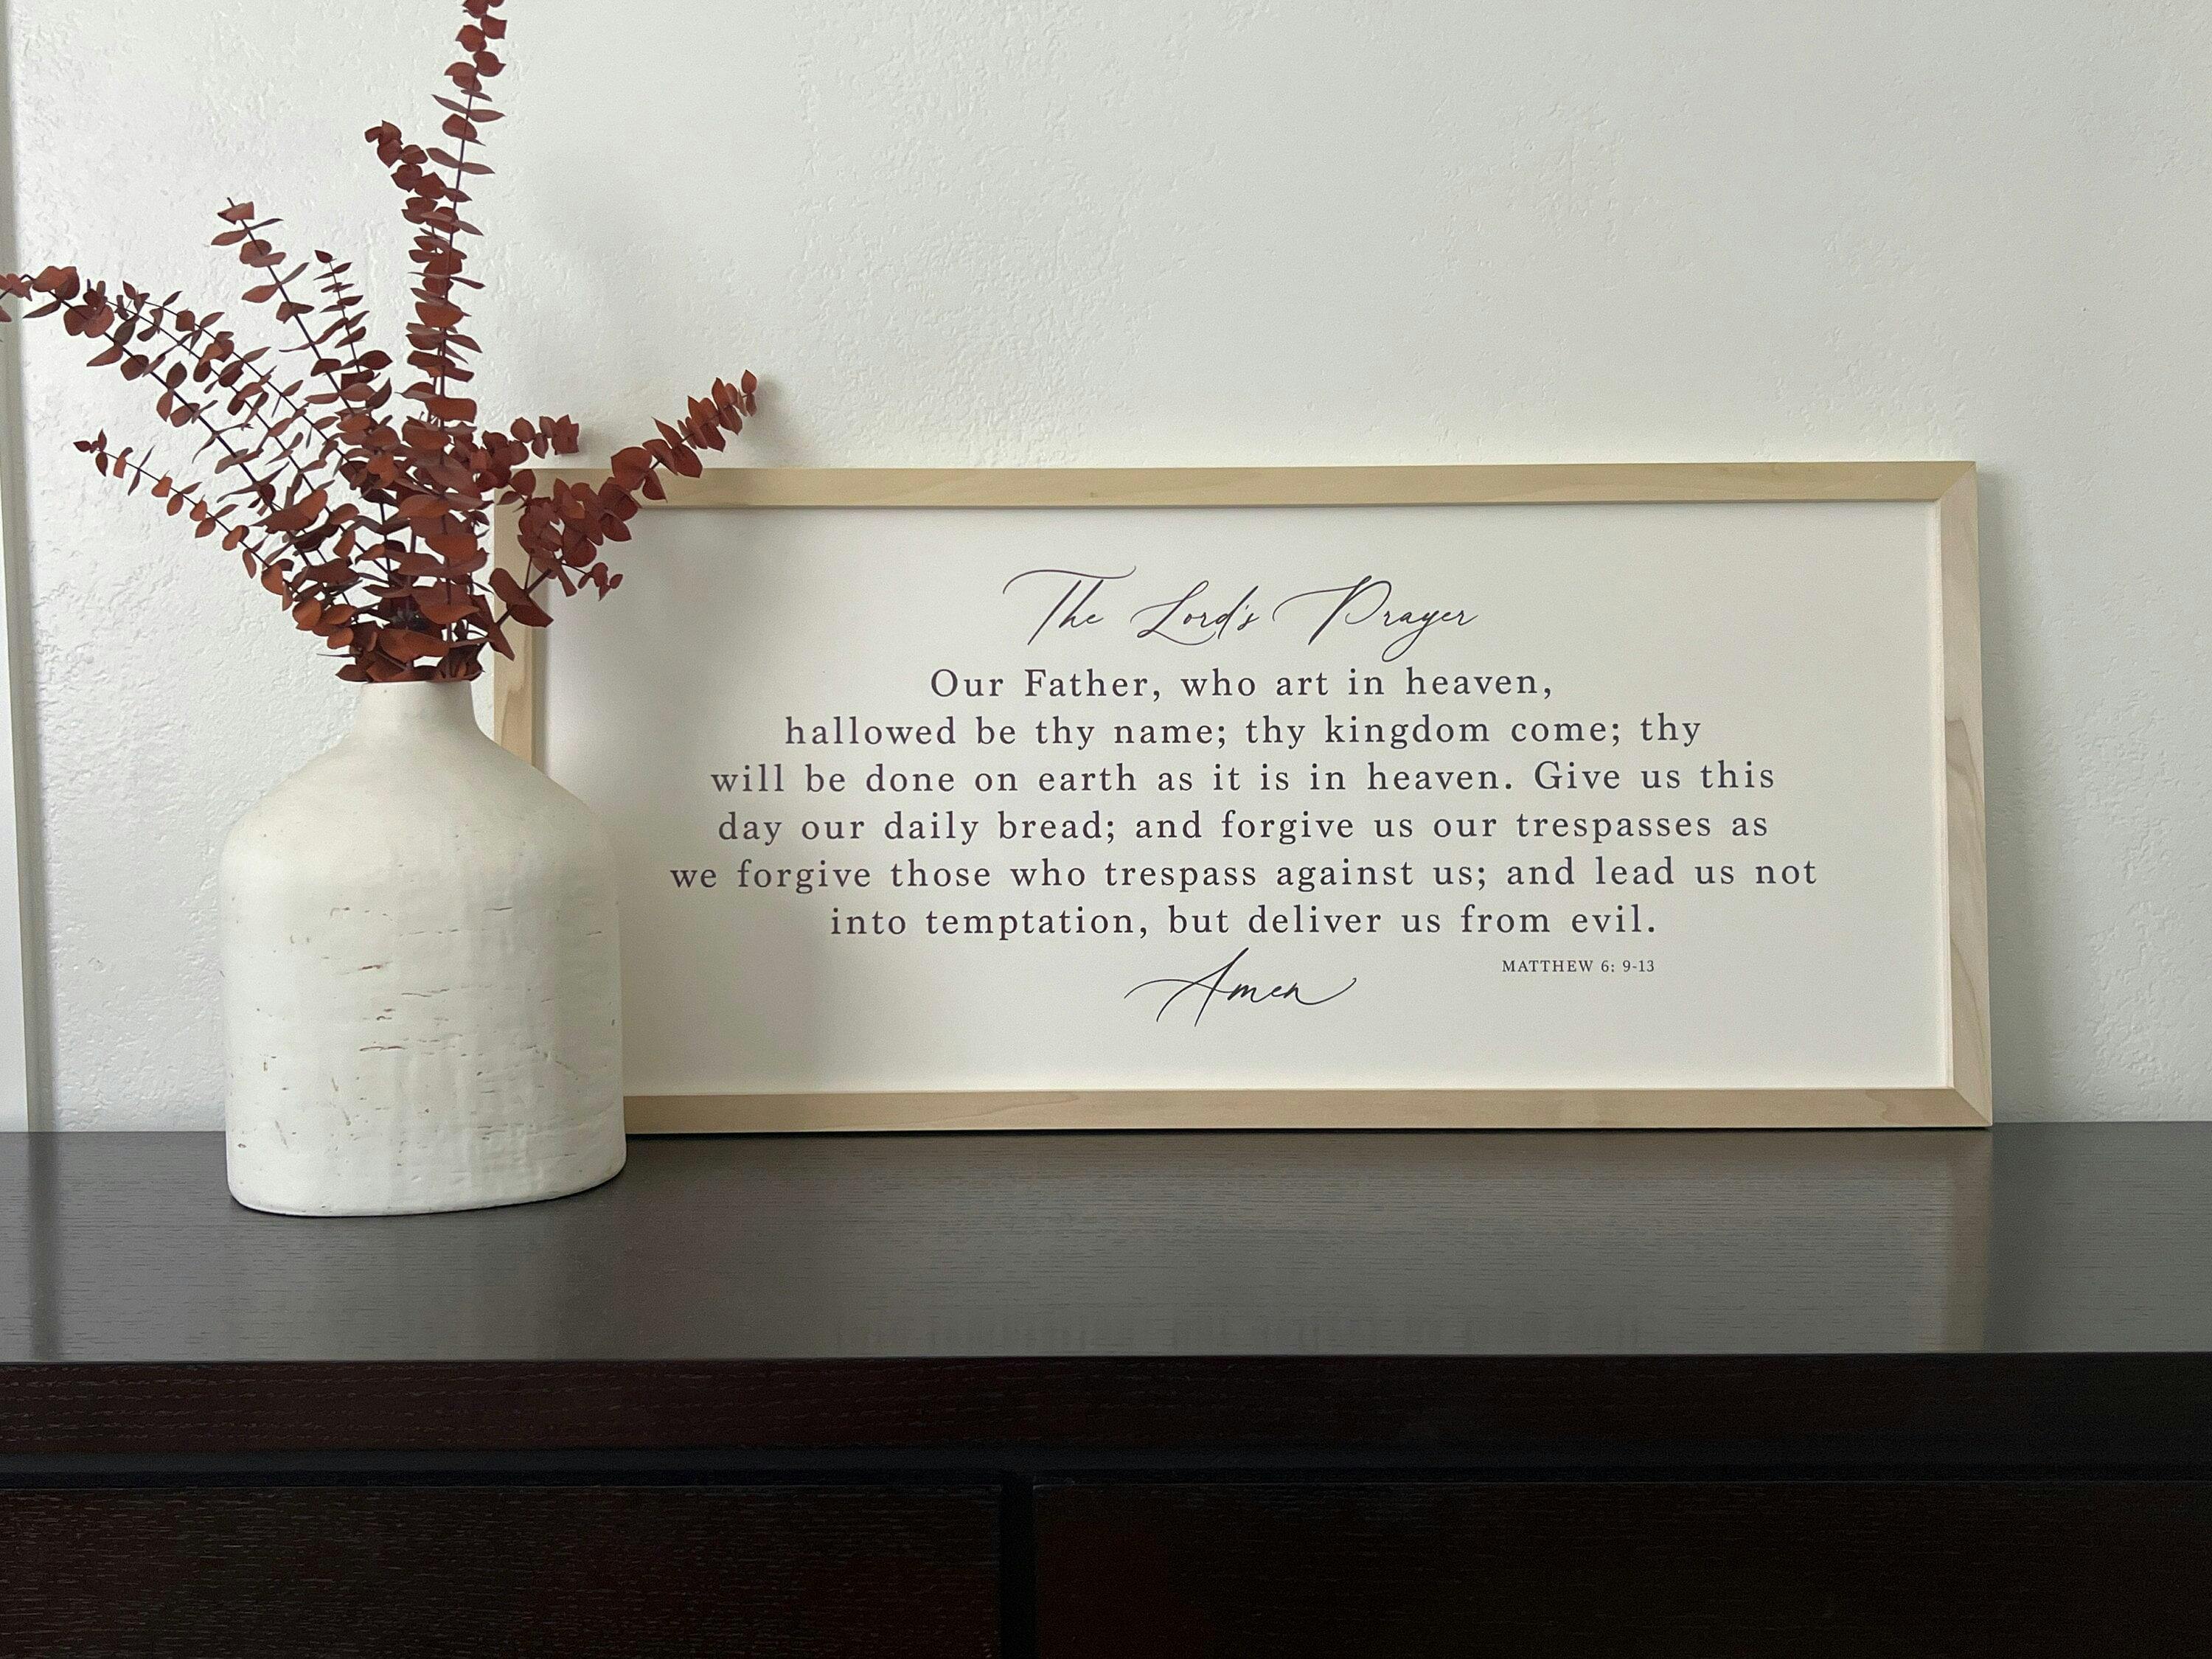 The Lord's Prayer
Our Father, who art in heaven,
hallowed be thy name; thy kingdom come; thy
will be done on earth as it is in heaven. Give us this
day our daily bread; and forgive us our trespasses as
we forgive those who trespass against us; and lead us not
into temptation, but deliver us from evil.
MATTHEW 6: 9-13
Amen